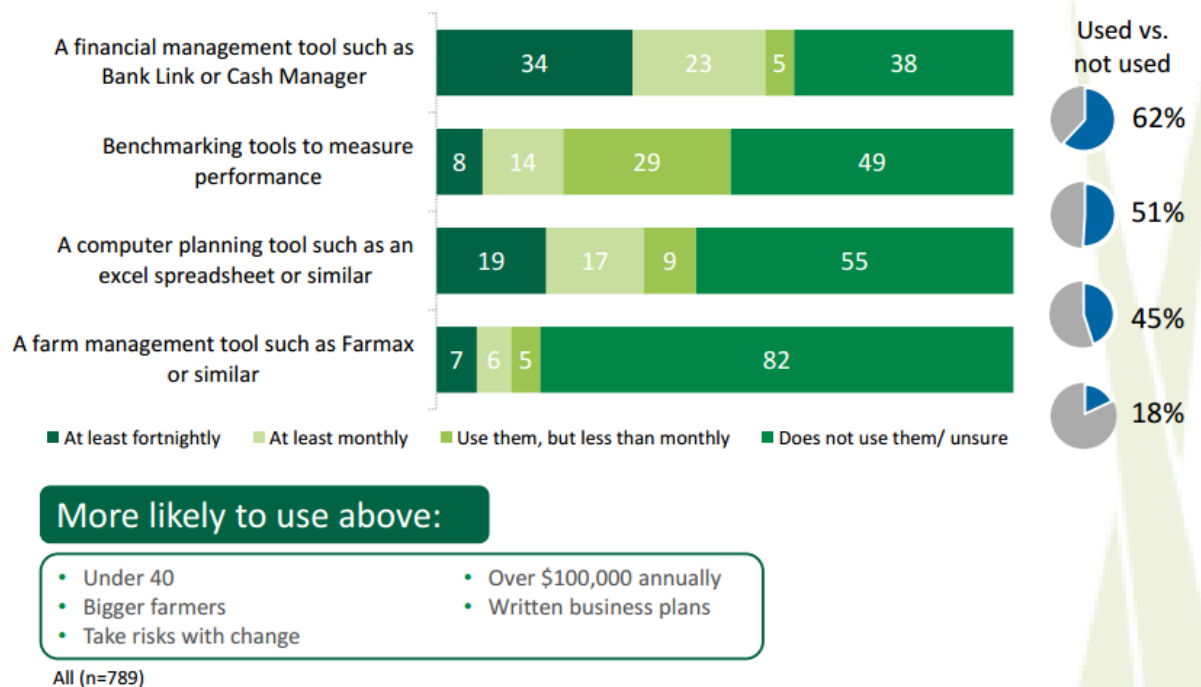 Used vs.
not used
A financial management tool such as
Bank Link or Cash Manager
34 23 5 38
62%
Benchmarking tools to measure
performance
8 14 29 49
51%
A computer planning tool such as an
excel spreadsheet or similar
19 17 9 55
45%
A farm management tool such as Farmax
or similar
7 6 5 82
18%
At least fortnightly At least monthly Use them, but less than monthly Does not use them/ unsure
More likely to use above:
• Under 40
• Bigger farmers
• Take risks with change
• Over $100,000 annually
• Written business plans
All (n=789)